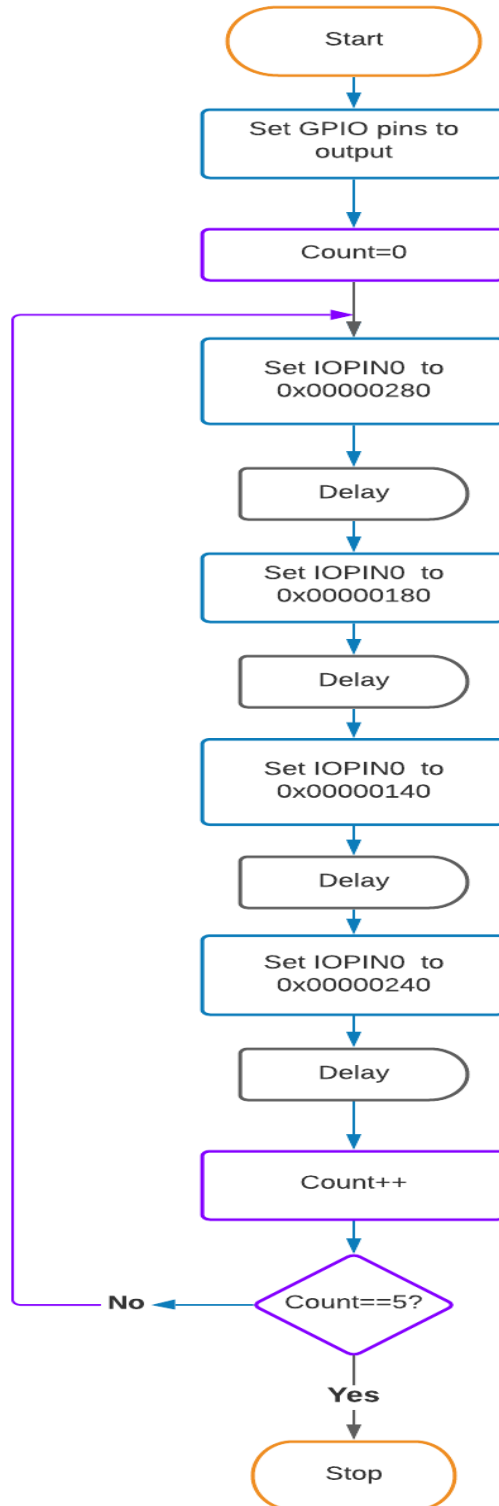 Start
Set GPIO pins to
output
Count=0
Set IOPIN0 to
0x00000280
Delay
Set IOPIN0 to
0x00000180
Delay
Set IOPIN0 to
0x00000140
Delay
Set IOPIN0 to
0x00000240
Delay
Count++
Count==5?
No
Yes
Stop